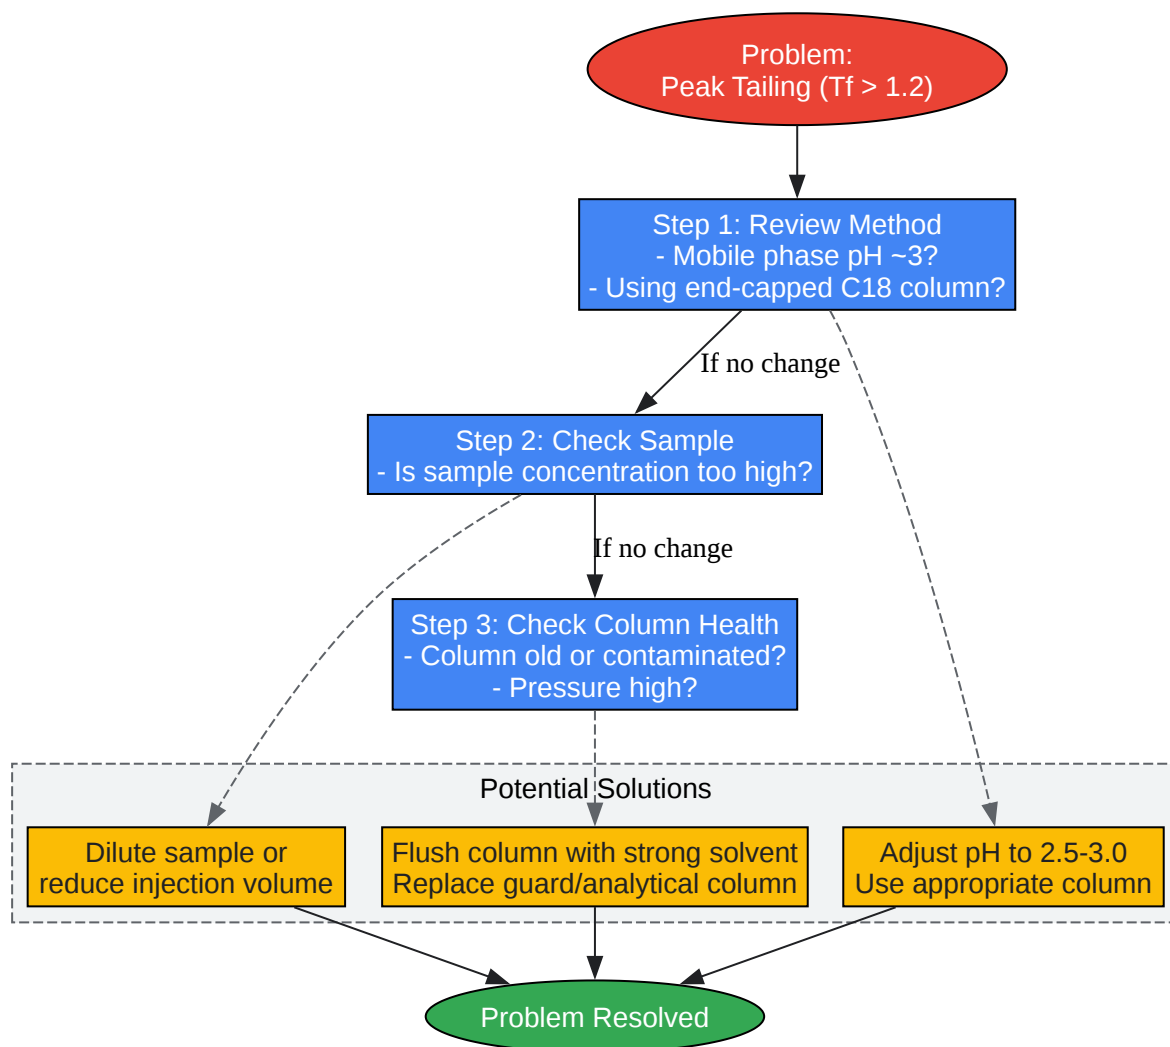 Problem:
Peak Tailing (Tf > 1.2)
Step 1: Review Method
- Mobile phase pH ~3?
- Using end-capped C18 column?
If no change
Step 2: Check Sample
- Is sample concentration too high?
If no change
Step 3: Check Column Health
- Column old or contaminated?
- Pressure high?
Potential Solutions
Dilute sample or
reduce injection volume
Flush column with strong solvent
Replace guard/analytical column
Adjust pH to 2.5-3.0
Use appropriate column
Problem Resolved